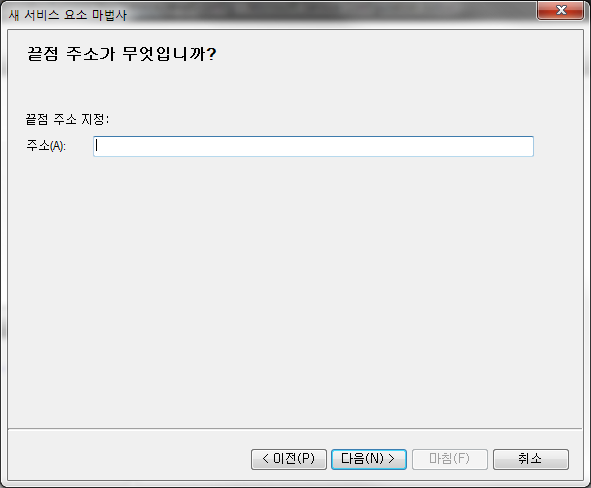 새 서비스 요소 마법사
끝점 주소가 무엇입니까?
끝점 주소 지정:
주소(A):
< 이전(P) 다음(N) > 마침(F) 취소